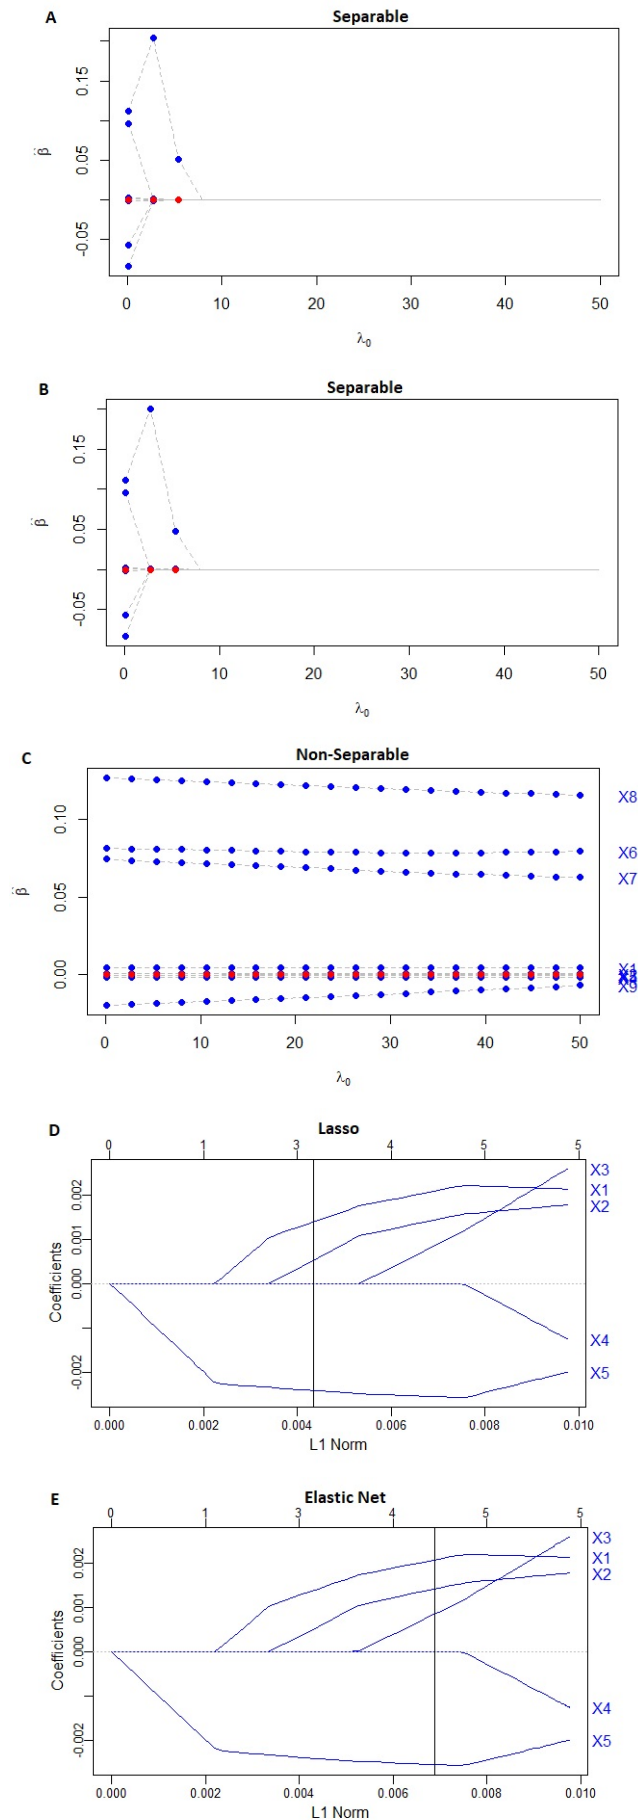 A
Separable
0.15
0.05
-0.05
β̈
0 10 20 30 40 50
λ0
B
Separable
0.15
0.05
-0.05
β̈
0 10 20 30 40 50
λ0
C
Non-Separable
0.10
0.05
0.00
β̈
X8
X6
X7
X1
X9
0 10 20 30 40 50
λ0
D
Lasso
0 1 3 4 5 5
0.002
0.001
0.000
-0.002
Coefficients
X3
X1
X2
X4
X5
0.000 0.002 0.004 0.006 0.008 0.010
L1 Norm
E
Elastic Net
0 1 3 4 5 5
0.002
0.001
0.000
-0.002
Coefficients
X3
X1
X2
X4
X5
0.000 0.002 0.004 0.006 0.008 0.010
L1 Norm